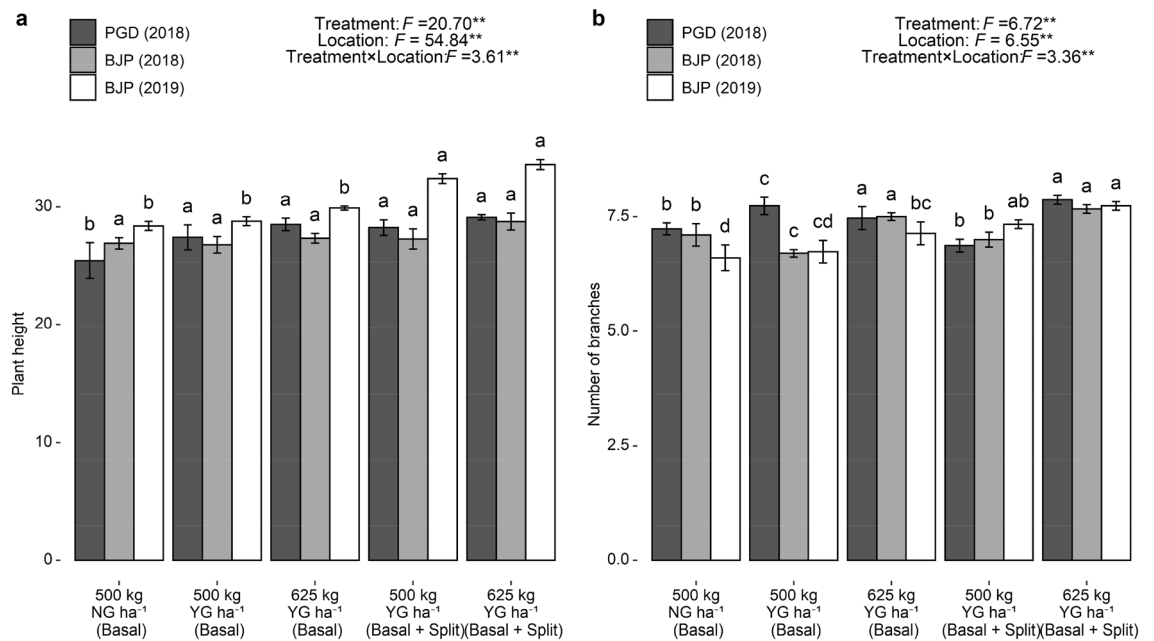 a
PGD (2018)
BJP (2018)
BJP (2019)
Treatment: F =20.70**
Location: F = 54.84**
Treatment×Location:F =3.61**
Plant height
30
20
10
0
b a b
a a b
a a b
a a a
a a a
500 kg
NG ha⁻¹
(Basal)
500 kg
YG ha⁻¹
(Basal)
625 kg
YG ha⁻¹
(Basal)
500 kg
YG ha⁻¹
(Basal + Split)
625 kg
YG ha⁻¹
(Basal + Split)
b
PGD (2018)
BJP (2018)
BJP (2019)
Treatment: F =6.72**
Location: F = 6.55**
Treatment×Location:F =3.36**
Number of branches
7.5
5.0
2.5
0.0
b b d
c c cd
a a bc
b b ab
a a a
500 kg
NG ha⁻¹
(Basal)
500 kg
YG ha⁻¹
(Basal)
625 kg
YG ha⁻¹
(Basal)
500 kg
YG ha⁻¹
(Basal + Split)
625 kg
YG ha⁻¹
(Basal + Split)